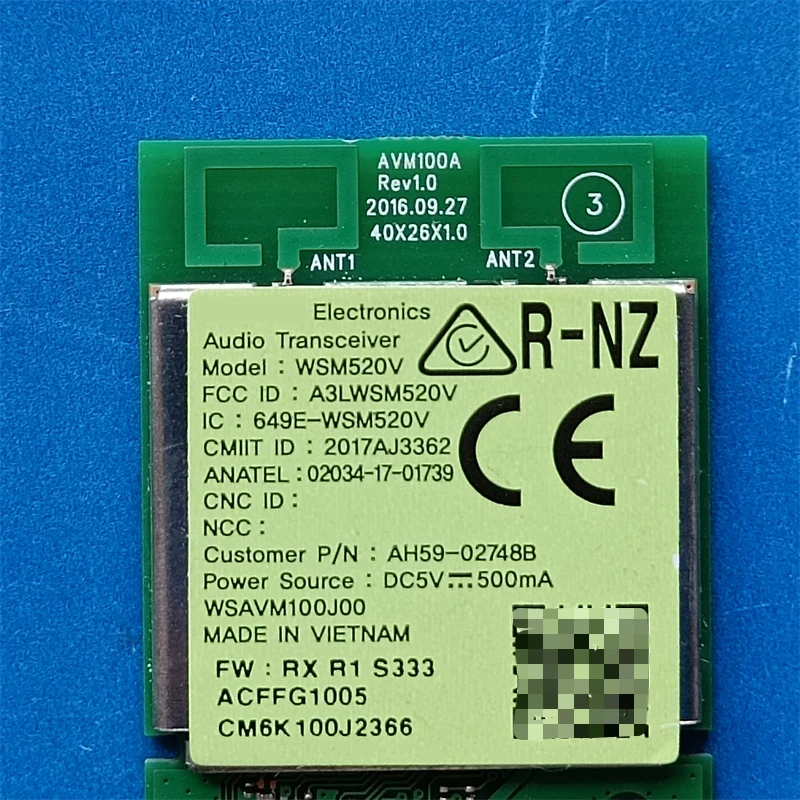 AVM100A
Rev1.0
2016.09.27
40X26X1.0
3
ANT1
ANT2
Electronics
R-NZ
Audio Transceiver
Model : WSM520V
FCC ID : A3LWSM520V
IC : 649E-WSM520V
CE
CMIIT ID : 2017AJ3362
ANATEL : 02034-17-01739
CNC ID :
NCC :
Customer P/N : AH59-02748B
Power Source : DC5V⎓500mA
WSAVM100J00
MADE IN VIETNAM
FW : RX R1 S333
ACFFG1005
CM6K100J2366